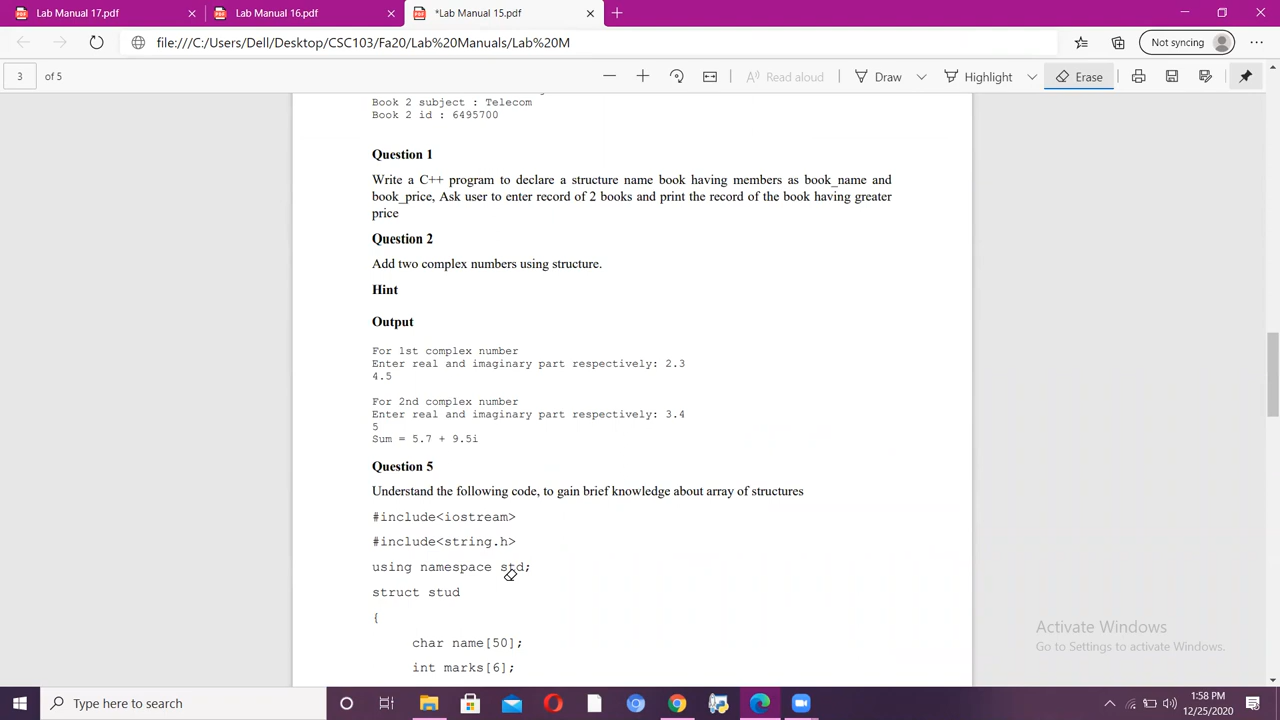 Lab Manual 17.pdf
Lab Manual 16.pdf
*Lab Manual 15.pdf
file:///C:/Users/Dell/Desktop/CSC103/Fa20/Lab%20Manuals/Lab%20M
Not syncing
3 of 5
Read aloud
Draw
Highlight
Erase
Book 2 subject : Telecom
Book 2 id : 6495700
Question 1
Write a C++ program to declare a structure name book having members as book_name and
book_price, Ask user to enter record of 2 books and print the record of the book having greater
price
Question 2
Add two complex numbers using structure.
Hint
Output
For 1st complex number
Enter real and imaginary part respectively: 2.3
4.5
For 2nd complex number
Enter real and imaginary part respectively: 3.4
5
Sum = 5.7 + 9.5i
Question 5
Understand the following code, to gain brief knowledge about array of structures
#include<iostream>
#include<string.h>
using namespace std;
struct stud
{
char name[50];
int marks[6];
Activate Windows
Go to Settings to activate Windows.
Type here to search
1:58 PM
12/25/2020